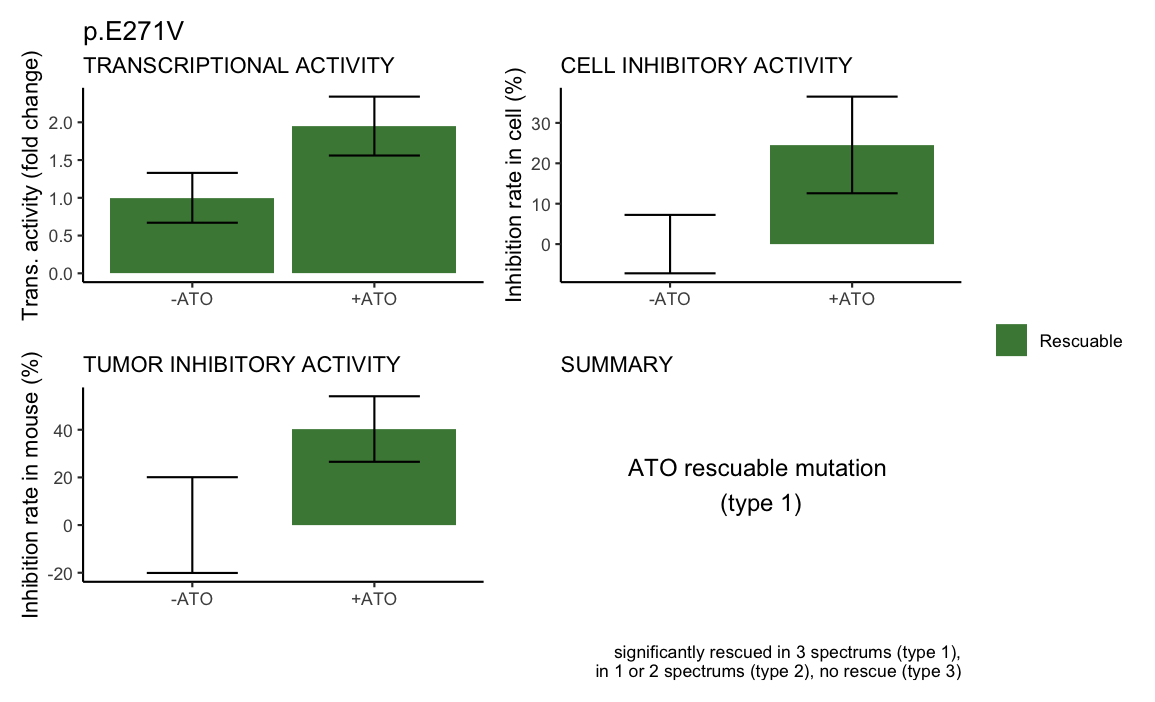 p.E271V
TRANSCRIPTIONAL ACTIVITY
Trans. activity (fold change)
2.0
1.5
1.0
0.5
0.0
-ATO
+ATO
CELL INHIBITORY ACTIVITY
Inhibition rate in cell (%)
30
20
10
0
-ATO
+ATO
Rescuable
TUMOR INHIBITORY ACTIVITY
Inhibition rate in mouse (%)
40
20
0
-20
-ATO
+ATO
SUMMARY
ATO rescuable mutation
(type 1)
significantly rescued in 3 spectrums (type 1),
in 1 or 2 spectrums (type 2), no rescue (type 3)